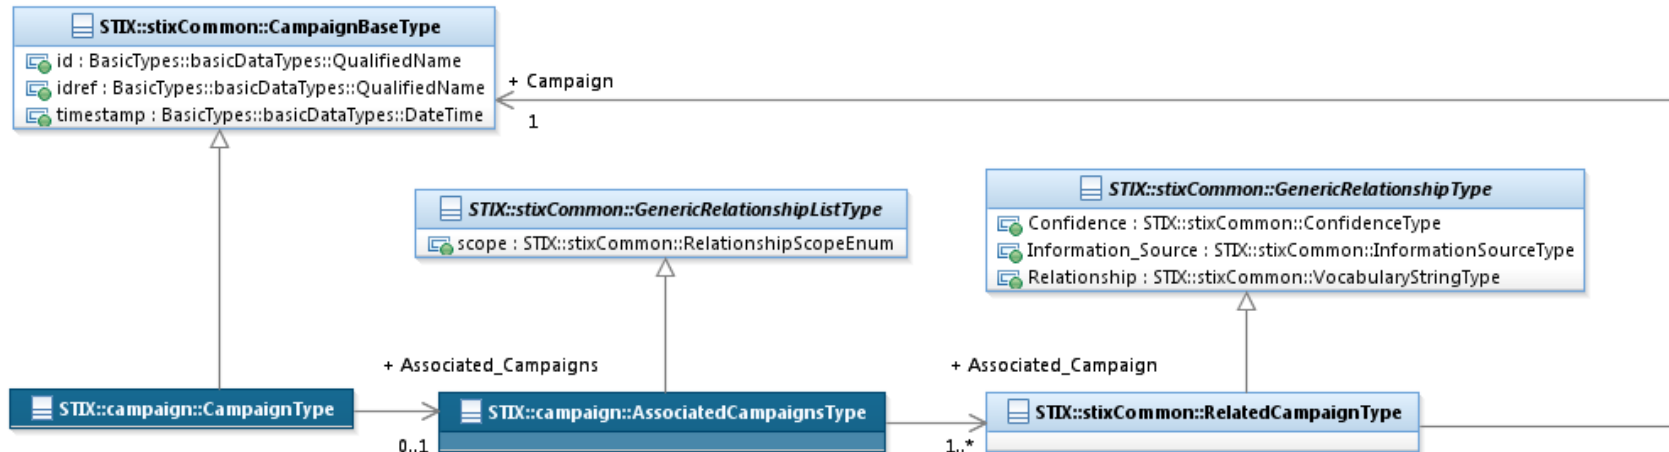 STIX::stixCommon::CampaignBaseType
id : BasicTypes::basicDataTypes::QualifiedName
idref : BasicTypes::basicDataTypes::QualifiedName
timestamp : BasicTypes::basicDataTypes::DateTime
+ Campaign
1
STIX::stixCommon::GenericRelationshipListType
scope : STIX::stixCommon::RelationshipScopeEnum
STIX::stixCommon::GenericRelationshipType
Confidence : STIX::stixCommon::ConfidenceType
Information_Source : STIX::stixCommon::InformationSourceType
Relationship : STIX::stixCommon::VocabularyStringType
+ Associated_Campaigns
+ Associated_Campaign
STIX::campaign::CampaignType
STIX::campaign::AssociatedCampaignsType
STIX::stixCommon::RelatedCampaignType
0..1
1..*